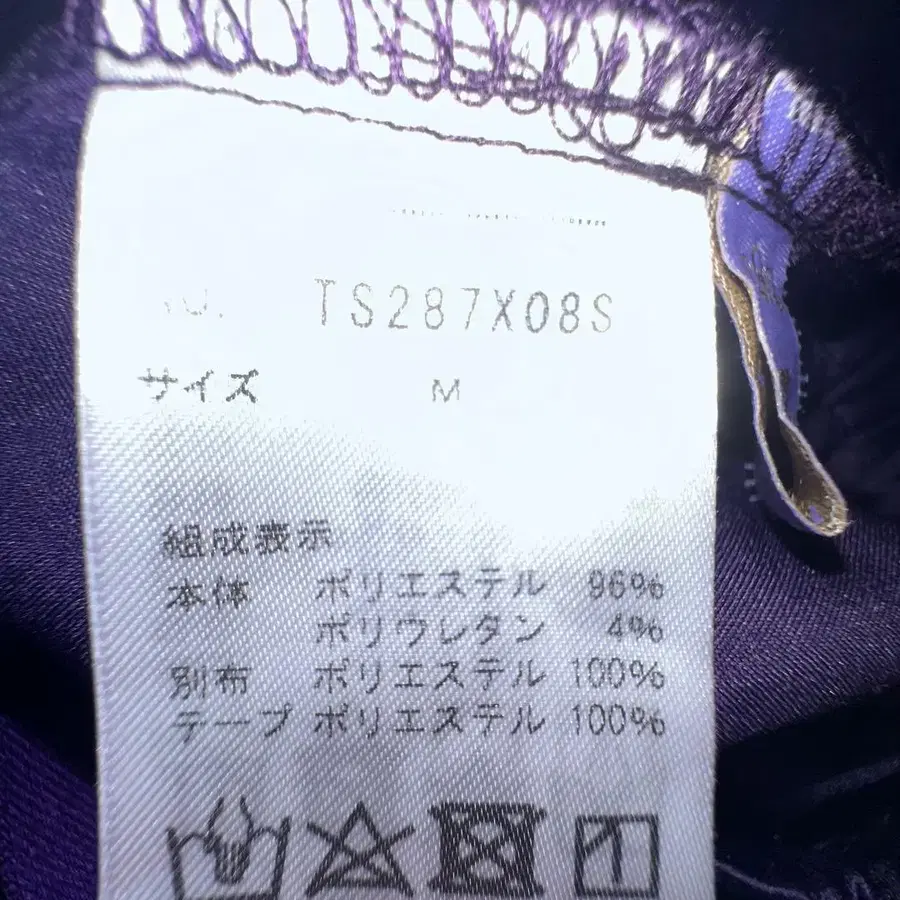 TS287X08S
サイズ M
組成表示
本体 ポリエステル 96%
ポリウレタン 4%
別布 ポリエステル 100%
テープ ポリエステル 100%